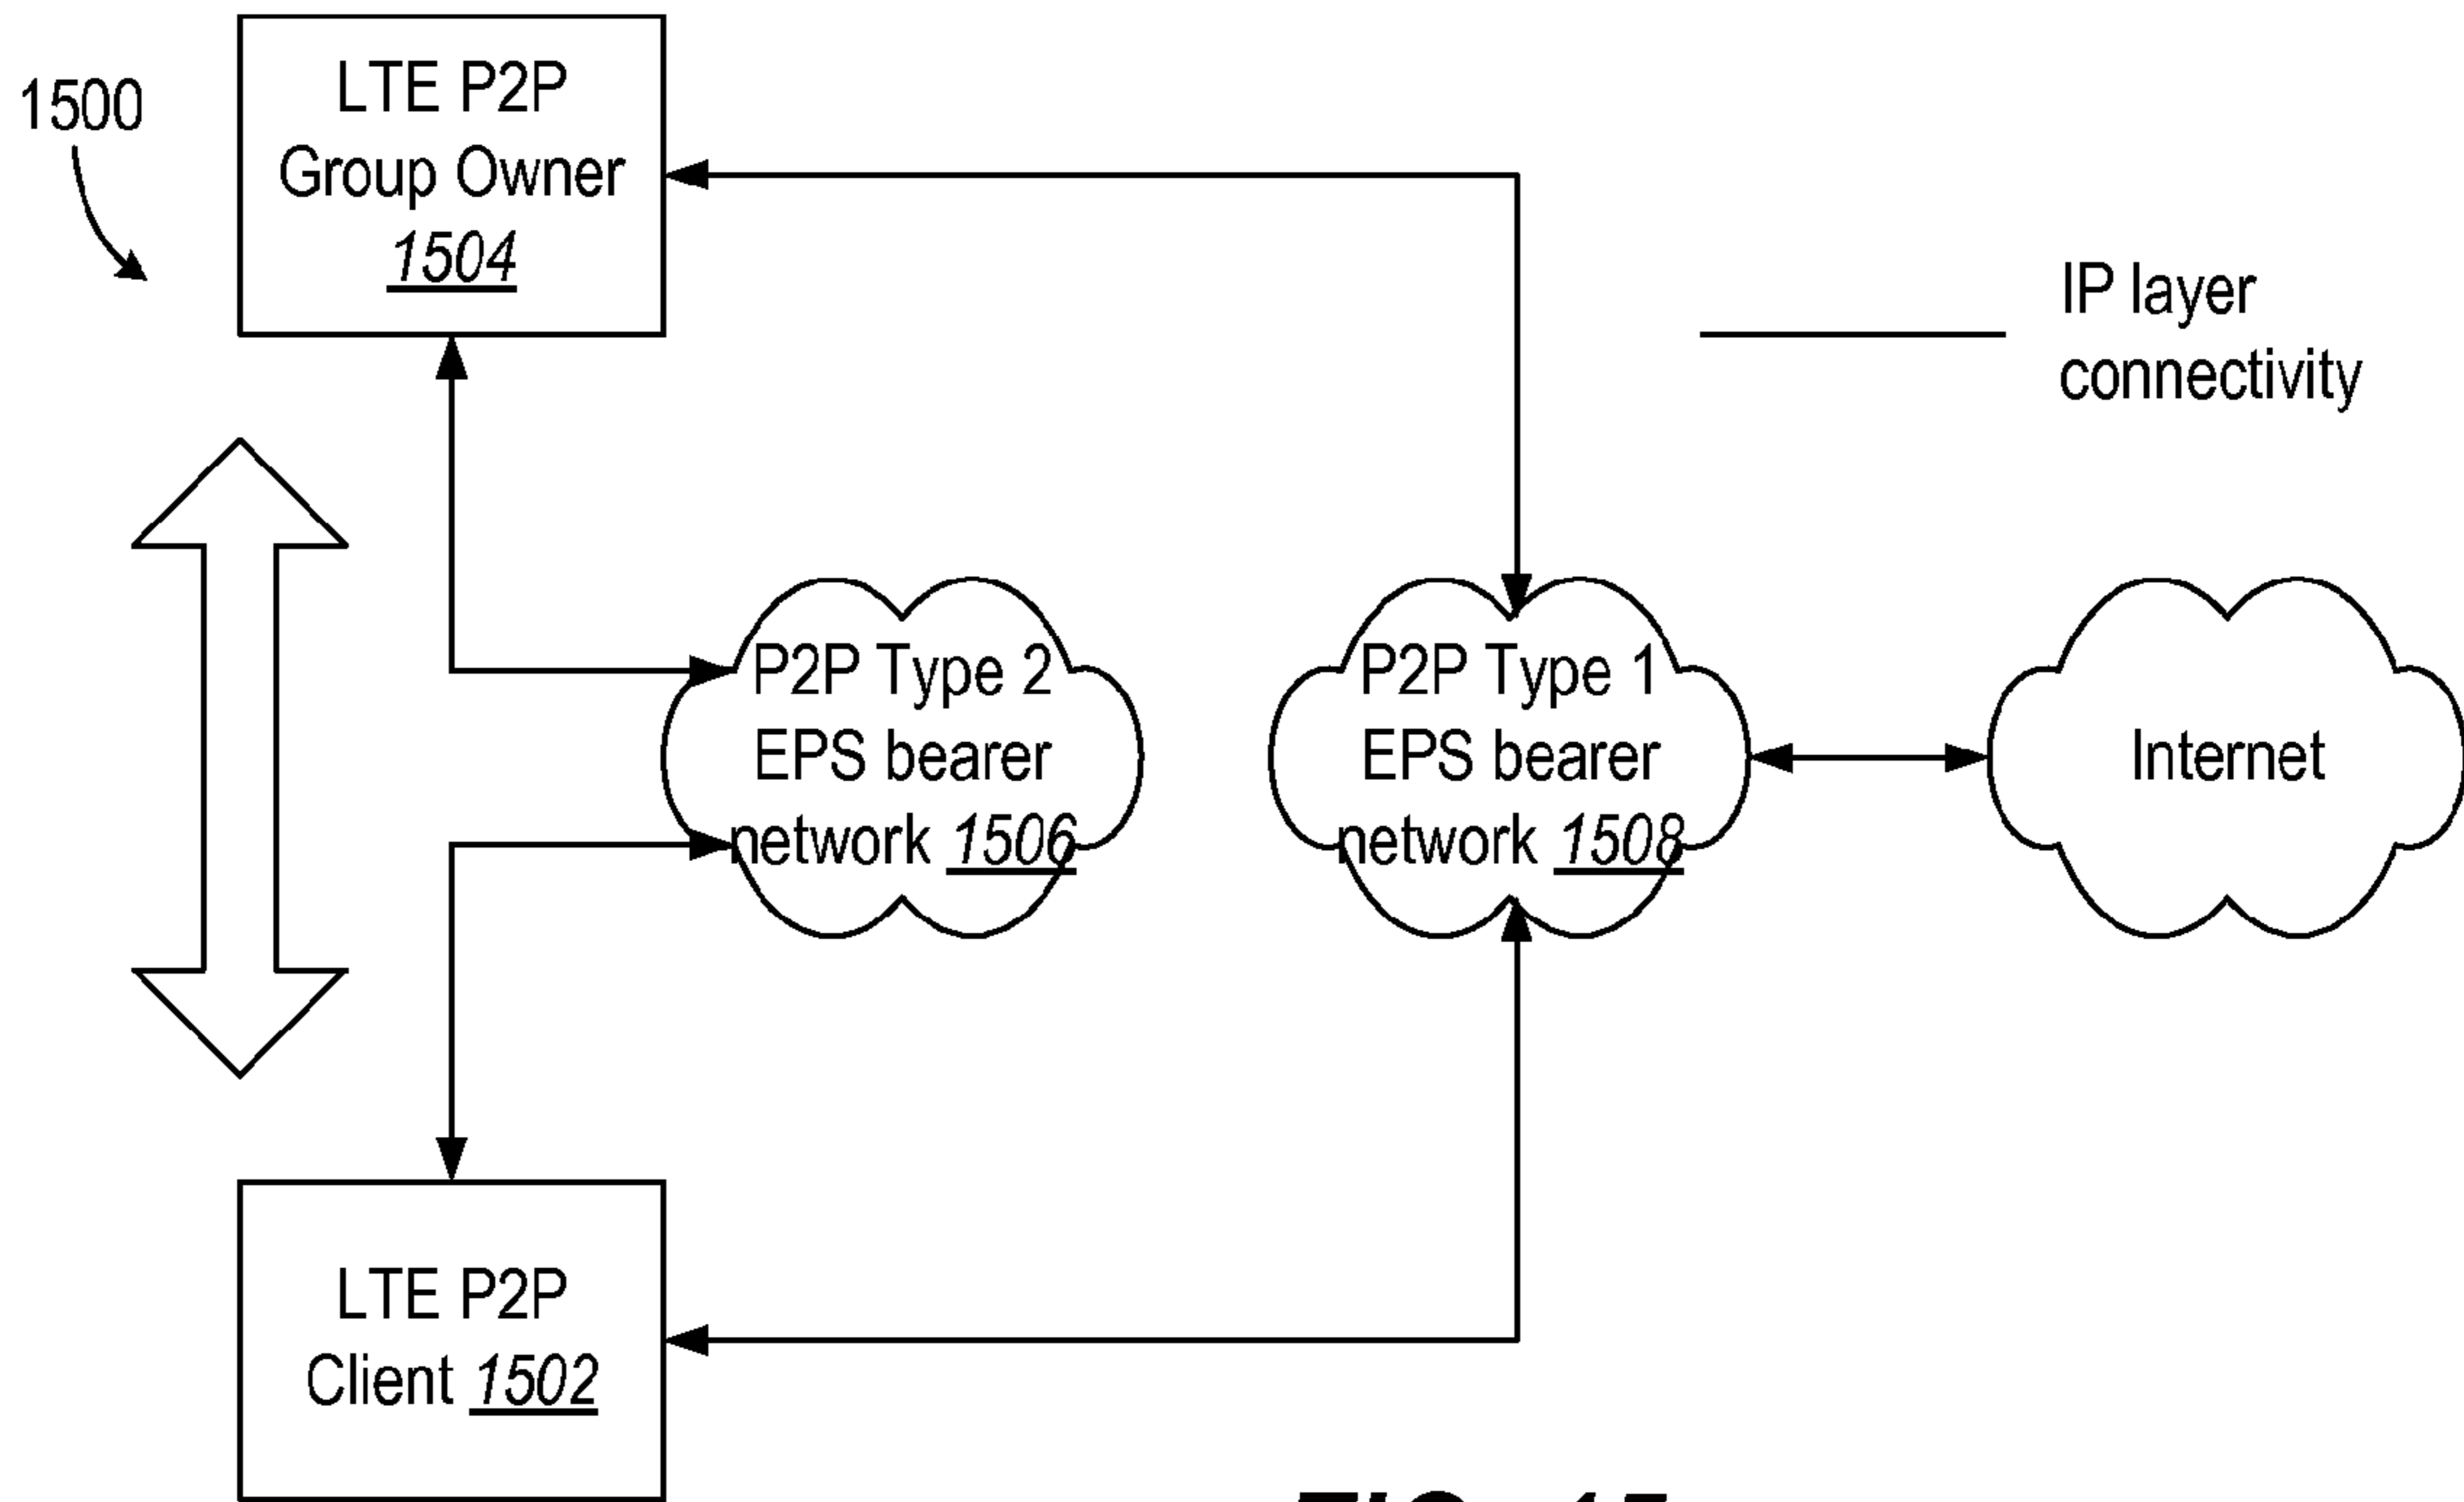 1500
LTE P2P
Group Owner
1504
IP layer
connectivity
P2P Type 2
EPS bearer
network 1506
P2P Type 1
EPS bearer
network 1508
Internet
LTE P2P
Client 1502